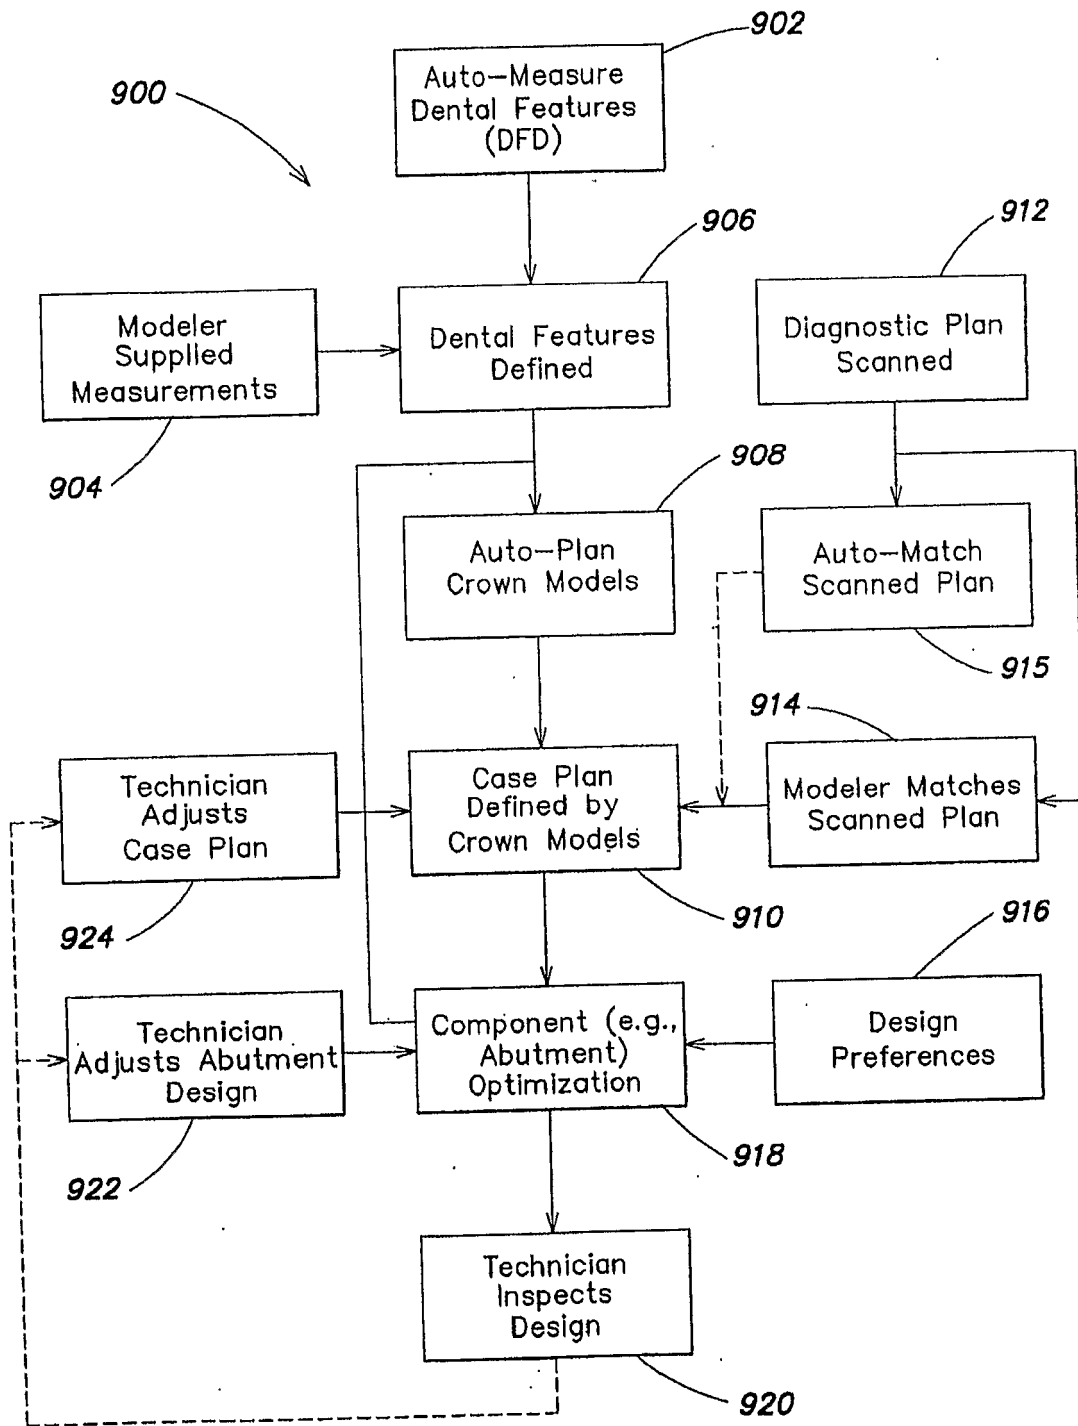 902
900
Auto-Measure
Dental Features
(DFD)
906
912
Modeler
Supplied
Measurements
Dental Features
Defined
Diagnostic Plan
Scanned
904
908
Auto-Plan
Crown Models
Auto-Match
Scanned Plan
915
914
Technician
Adjusts
Case Plan
Case Plan
Defined by
Crown Models
Modeler Matches
Scanned Plan
924
910
916
Technician
Adjusts Abutment
Design
Component (e.g.,
Abutment)
Optimization
Design
Preferences
922
918
Technician
Inspects
Design
920